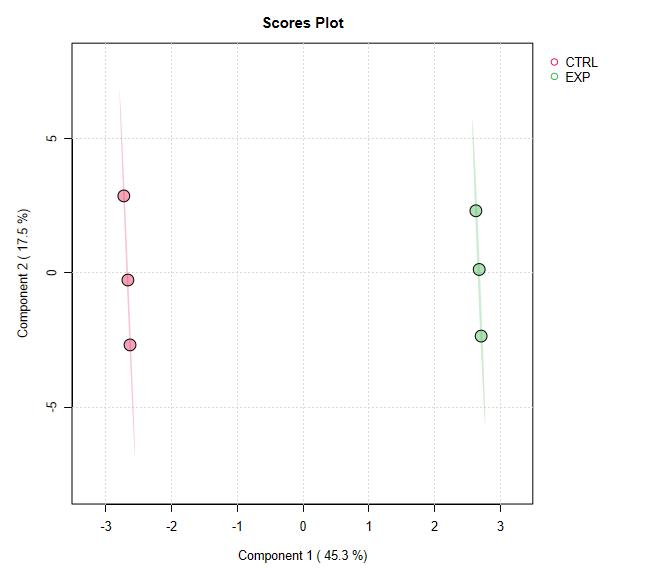 Scores Plot
CTRL
EXP
5
0
-5
Component 2 ( 17.5 %)
-3 -2 -1 0 1 2 3
Component 1 ( 45.3 %)